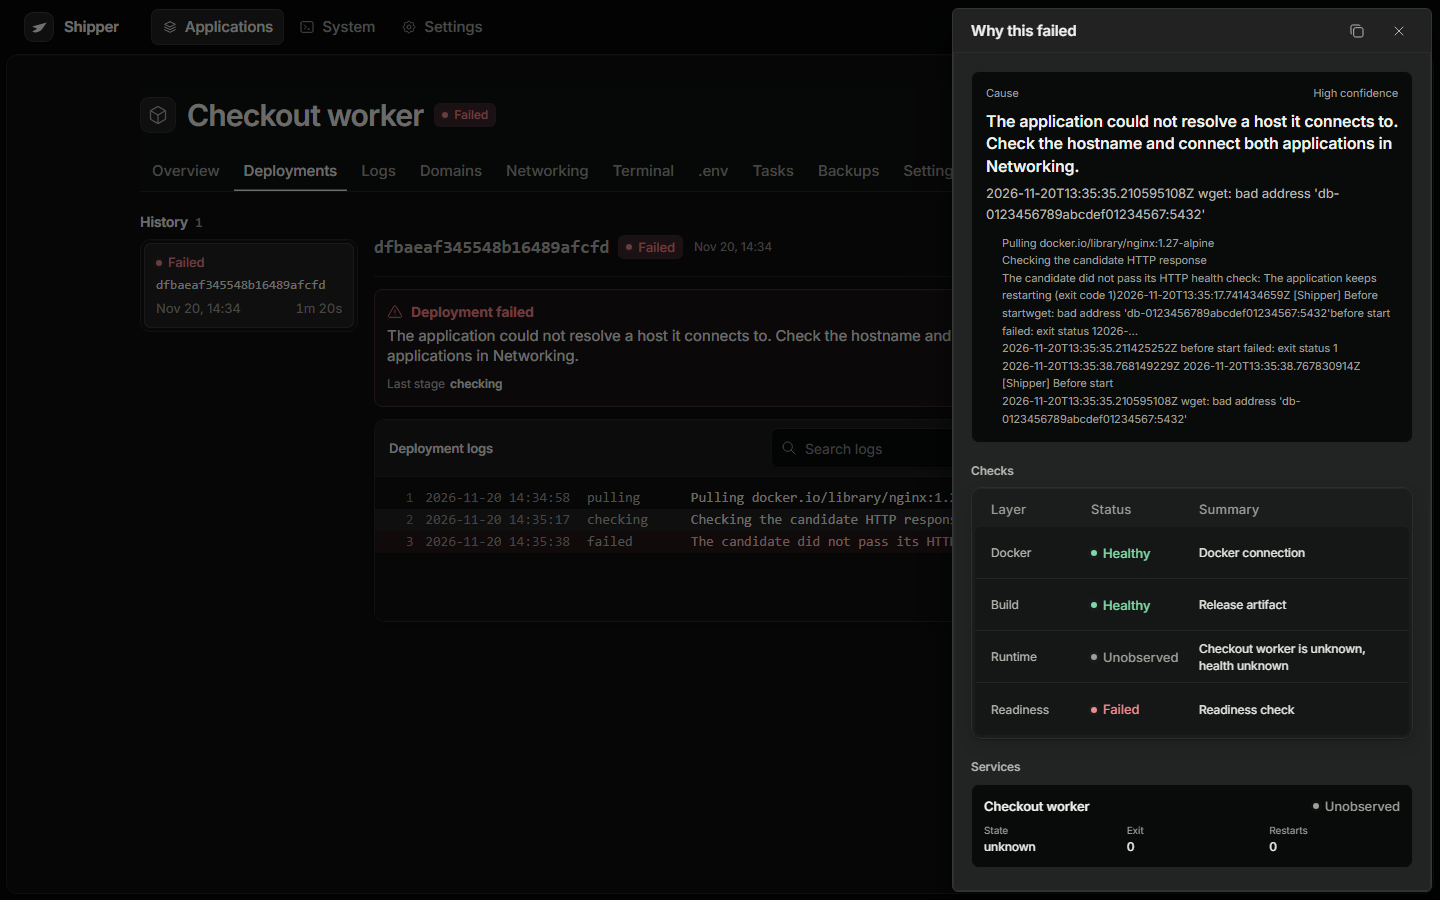 Shipper
Applications
System
Settings
Checkout worker
Failed
Overview
Deployments
Logs
Domains
Networking
Terminal
.env
Tasks
Backups
History 1
Failed
dfbaeaf345548b16489afcfd
Nov 20, 14:34
1m 20s
dfbaeaf345548b16489afcfd
Failed
Nov 20, 14:34
Deployment failed
The application could not resolve a host it connects to. Check the hostname and
applications in Networking.
Last stage checking
Deployment logs
Search logs
1 2026-11-20 14:34:58 pulling Pulling docker.io/library/nginx:1.
2 2026-11-20 14:35:17 checking Checking the candidate HTTP
3 2026-11-20 14:35:38 failed The candidate did not pass its
Why this failed
Cause
High confidence
The application could not resolve a host it connects to.
Check the hostname and connect both applications in
Networking.
2026-11-20T13:35:35.210595108Z wget: bad address 'db-
0123456789abcdef01234567:5432'
Pulling docker.io/library/nginx:1.27-alpine
Checking the candidate HTTP response
The candidate did not pass its HTTP health check: The application keeps
restarting (exit code 1)2026-11-20T13:35:17.741434659Z [Shipper] Before
startwget: bad address 'db-0123456789abcdef01234567:5432'before start
failed: exit status 12026-...
2026-11-20T13:35:35.211425252Z before start failed: exit status 1
2026-11-20T13:35:38.768149229Z 2026-11-20T13:35:38.767830914Z
[Shipper] Before start
2026-11-20T13:35:35.210595108Z wget: bad address 'db-
0123456789abcdef01234567:5432'
Checks
Layer
Status
Summary
Docker
Healthy
Docker connection
Build
Healthy
Release artifact
Runtime
Unobserved
Checkout worker is unknown,
health unknown
Readiness
Failed
Readiness check
Services
Checkout worker
Unobserved
State
Exit
Restarts
unknown
0
0